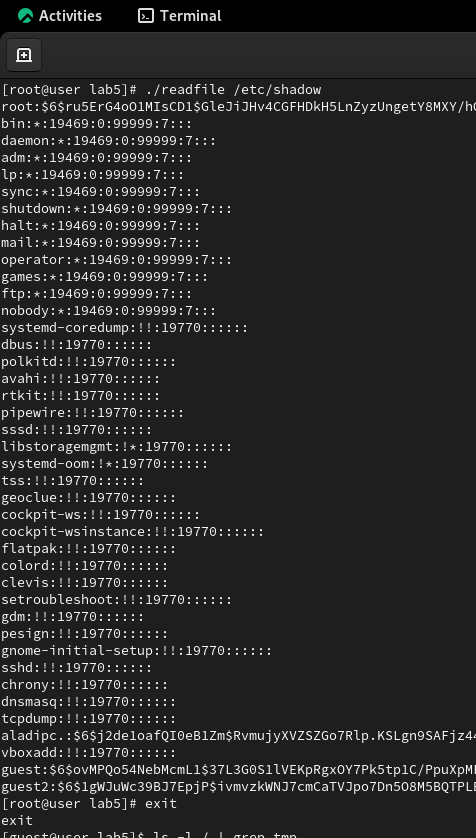 Activities Terminal
[root@user lab5]# ./readfile /etc/shadow
root:$6$ru5ErG4oO1MIsCD1$GleJiJHv4CGFHDkH5LnZyzUngetY8MXY/h
bin:*:19469:0:99999:7:::
daemon:*:19469:0:99999:7:::
adm:*:19469:0:99999:7:::
lp:*:19469:0:99999:7:::
sync:*:19469:0:99999:7:::
shutdown:*:19469:0:99999:7:::
halt:*:19469:0:99999:7:::
mail:*:19469:0:99999:7:::
operator:*:19469:0:99999:7:::
games:*:19469:0:99999:7:::
ftp:*:19469:0:99999:7:::
nobody:*:19469:0:99999:7:::
systemd-coredump:!!:19770::::::
dbus:!!:19770::::::
polkitd:!!:19770::::::
avahi:!!:19770::::::
rtkit:!!:19770::::::
pipewire:!!:19770::::::
sssd:!!:19770::::::
libstoragemgmt:!*:19770::::::
systemd-oom:!*:19770::::::
tss:!!:19770::::::
geoclue:!!:19770::::::
cockpit-ws:!!:19770::::::
cockpit-wsinstance:!!:19770::::::
flatpak:!!:19770::::::
colord:!!:19770::::::
clevis:!!:19770::::::
setroubleshoot:!!:19770::::::
gdm:!!:19770::::::
pesign:!!:19770::::::
gnome-initial-setup:!!:19770::::::
sshd:!!:19770::::::
chrony:!!:19770::::::
dnsmasq:!!:19770::::::
tcpdump:!!:19770::::::
aladipc.:$6$j2de1oafQI0eB1Zm$RvmujyXVZSZGo7Rlp.KSLgn9SAFjz4
vboxadd:!!:19770::::::
guest:$6$ovMPQo54NebMcmL1$37L3G0S1lVEKpRgxOY7Pk5tp1C/PpuXpM
guest2:$6$1gWJuWc39BJ7EpjP$ivmvzkWNJ7cmCaTVJpo7Dn5O8M5BQTPL
[root@user lab5]# exit
exit
[guest@user lab5]$ ls -l / | grep tmp